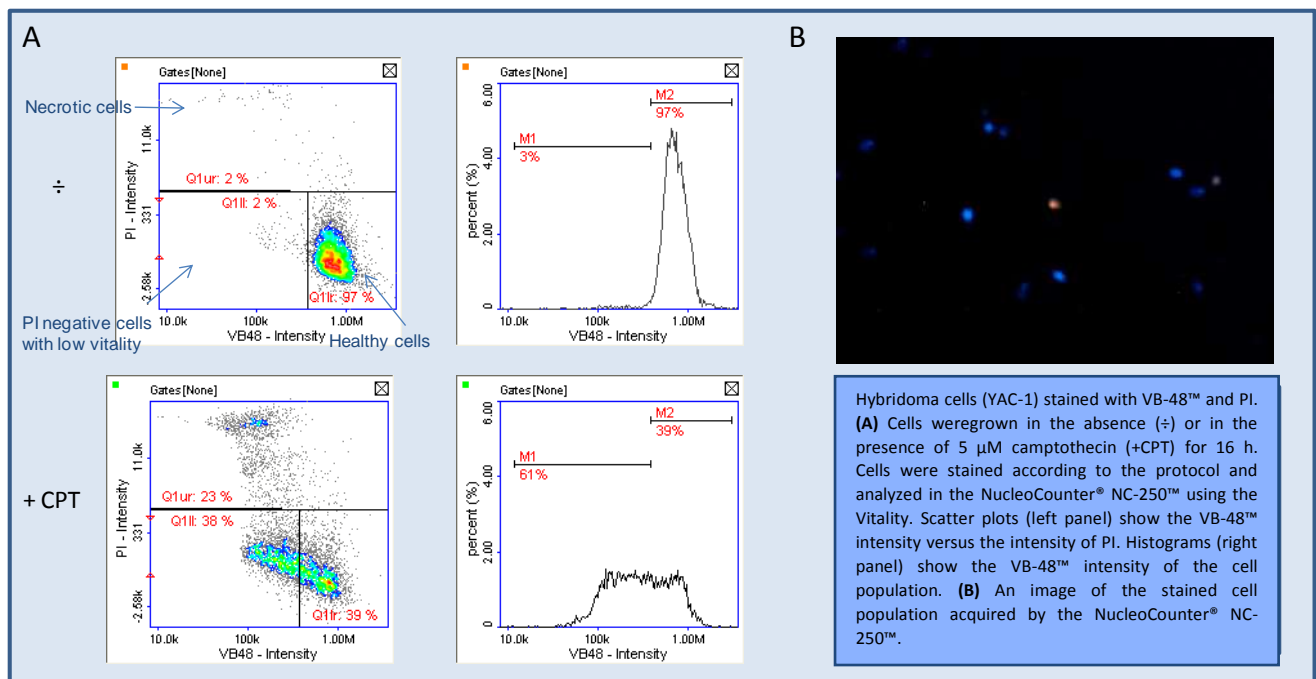 A
B
Gates [None]
Necrotic cells
11.0k
331
-2.58k
PI - Intensity
Q1ur: 2 %
Q1ll: 2 %
Q1lr: 97 %
10.0k 100k 1.00M
VB48 - Intensity
PI negative cells
with low vitality
Healthy cells
÷
Gates [None]
6.00
4.00
2.00
0
percent (%)
M1
3%
M2
97%
10.0k 100k 1.00M
VB48 - Intensity
+ CPT
Gates [None]
11.0k
331
-2.58k
PI - Intensity
Q1ur: 23 %
Q1ll: 38 %
Q1lr: 39 %
10.0k 100k 1.00M
VB48 - Intensity
Gates [None]
6.00
4.00
2.00
0
percent (%)
M1
61%
M2
39%
10.0k 100k 1.00M
VB48 - Intensity
Hybridoma cells (YAC-1) stained with VB-48™ and PI.
(A) Cells weregrown in the absence (÷) or in the
presence of 5 µM camptothecin (+CPT) for 16 h.
Cells were stained according to the protocol and
analyzed in the NucleoCounter® NC-250™ using the
Vitality. Scatter plots (left panel) show the VB-48™
intensity versus the intensity of PI. Histograms (right
panel) show the VB-48™ intensity of the cell
population. (B) An image of the stained cell
population acquired by the NucleoCounter® NC-
250™.